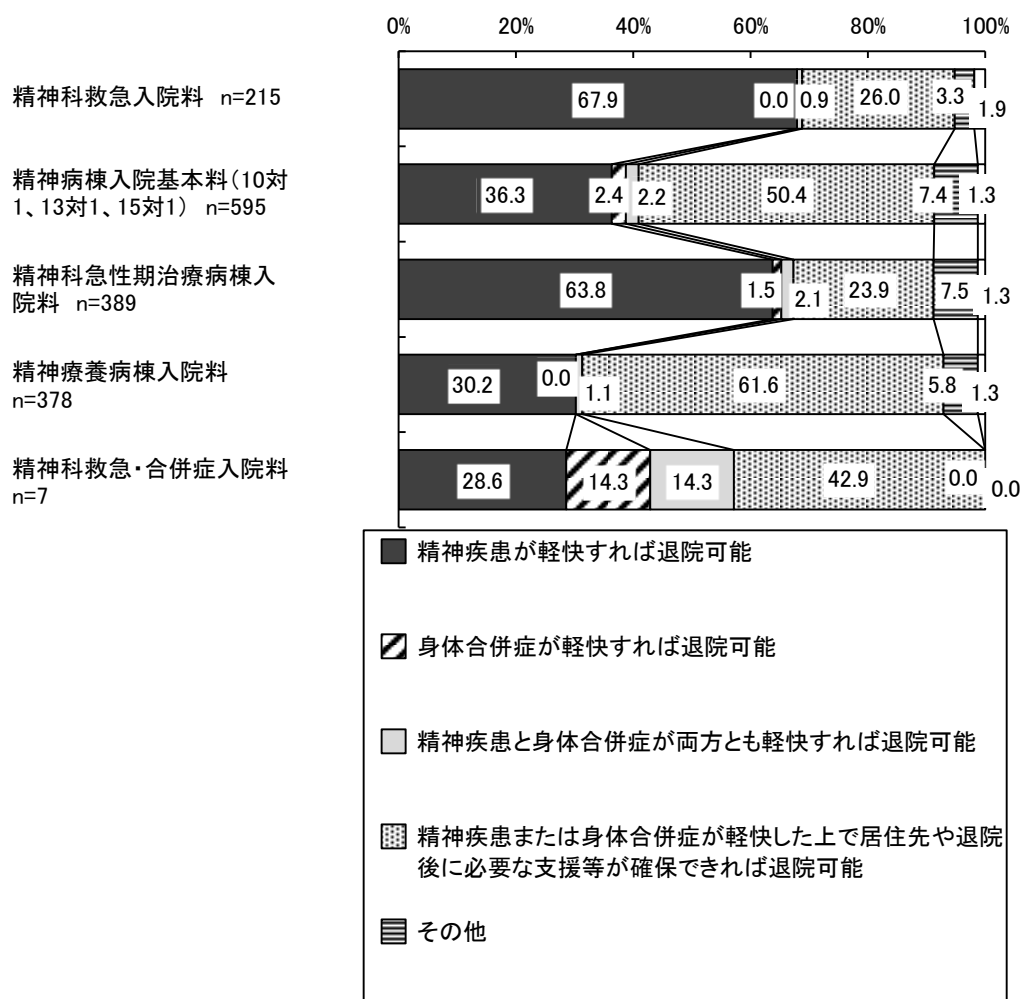 0% 20% 40% 60% 80% 100%
精神科救急入院料 n=215
67.9 0.0 0.9 26.0 3.3 1.9
精神病棟入院基本料(10対
1、13対1、15対1) n=595
36.3 2.4 2.2 50.4 7.4 1.3
精神科急性期治療病棟入
院料 n=389
63.8 1.5 2.1 23.9 7.5 1.3
精神療養病棟入院料
n=378
30.2 0.0 1.1 61.6 5.8 1.3
精神科救急・合併症入院料
n=7
28.6 14.3 14.3 42.9 0.0 0.0
精神疾患が軽快すれば退院可能
身体合併症が軽快すれば退院可能
精神疾患と身体合併症が両方とも軽快すれば退院可能
精神疾患または身体合併症が軽快した上で居住先や退院
後に必要な支援等が確保できれば退院可能
その他